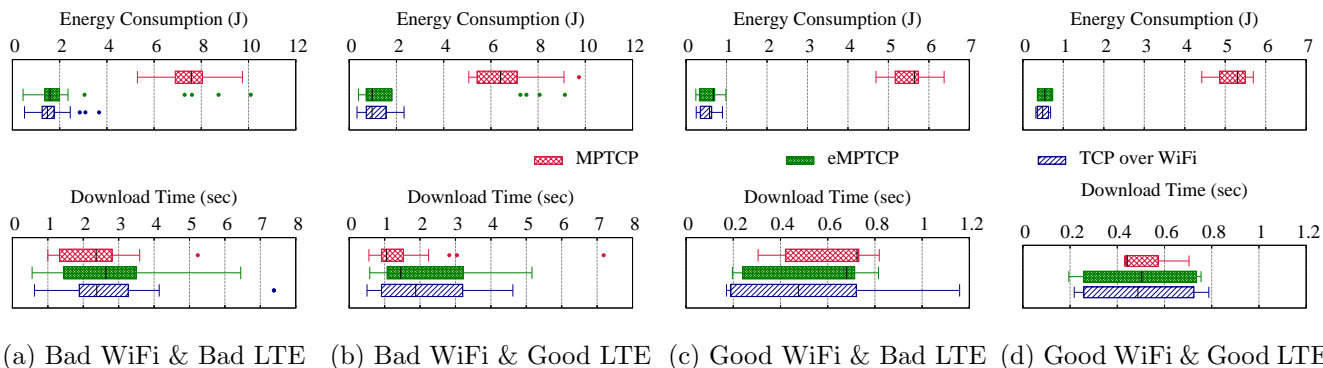 Energy Consumption (J) Energy Consumption (J) Energy Consumption (J) Energy Consumption (J)
0 2 4 6 8 10 12 0 2 4 6 8 10 12 0 1 2 3 4 5 6 7 0 1 2 3 4 5 6 7
MPTCP eMPTCP TCP over WiFi
Download Time (sec) Download Time (sec) Download Time (sec) Download Time (sec)
0 1 2 3 4 5 6 7 8 0 1 2 3 4 5 6 7 8 0 0.2 0.4 0.6 0.8 1 1.2 0 0.2 0.4 0.6 0.8 1 1.2
(a) Bad WiFi & Bad LTE (b) Bad WiFi & Good LTE (c) Good WiFi & Bad LTE (d) Good WiFi & Good LTE